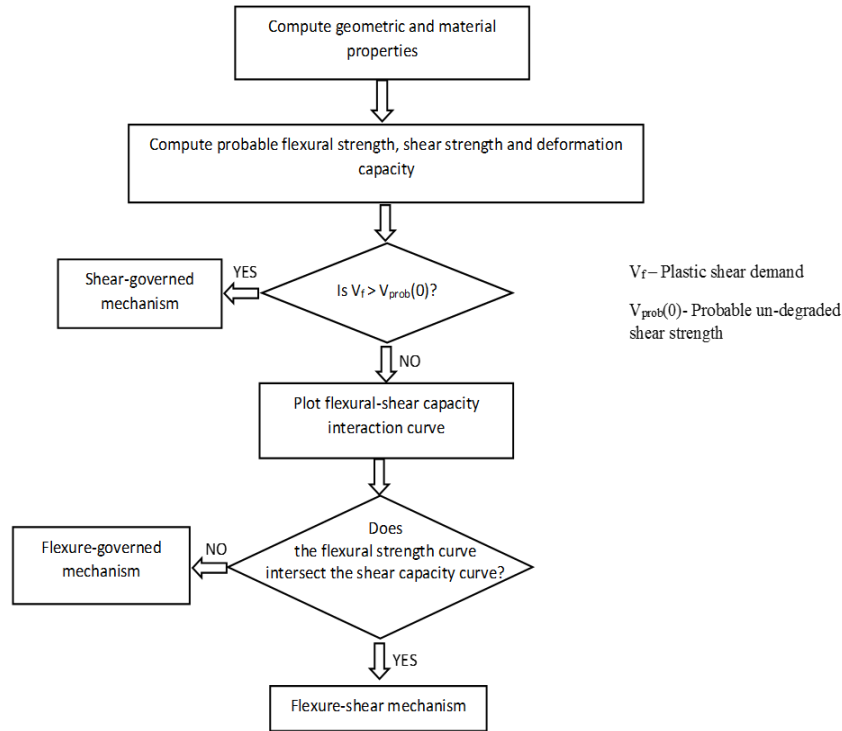 Compute geometric and material
properties
Compute probable flexural strength, shear strength and deformation
capacity
Shear-governed
mechanism
YES
Is Vf > Vprob(0)?
Vf – Plastic shear demand
Vprob(0)- Probable un-degraded
shear strength
NO
Plot flexural-shear capacity
interaction curve
Does
the flexural strength curve
intersect the shear capacity curve?
Flexure-governed
mechanism
NO
YES
Flexure-shear mechanism